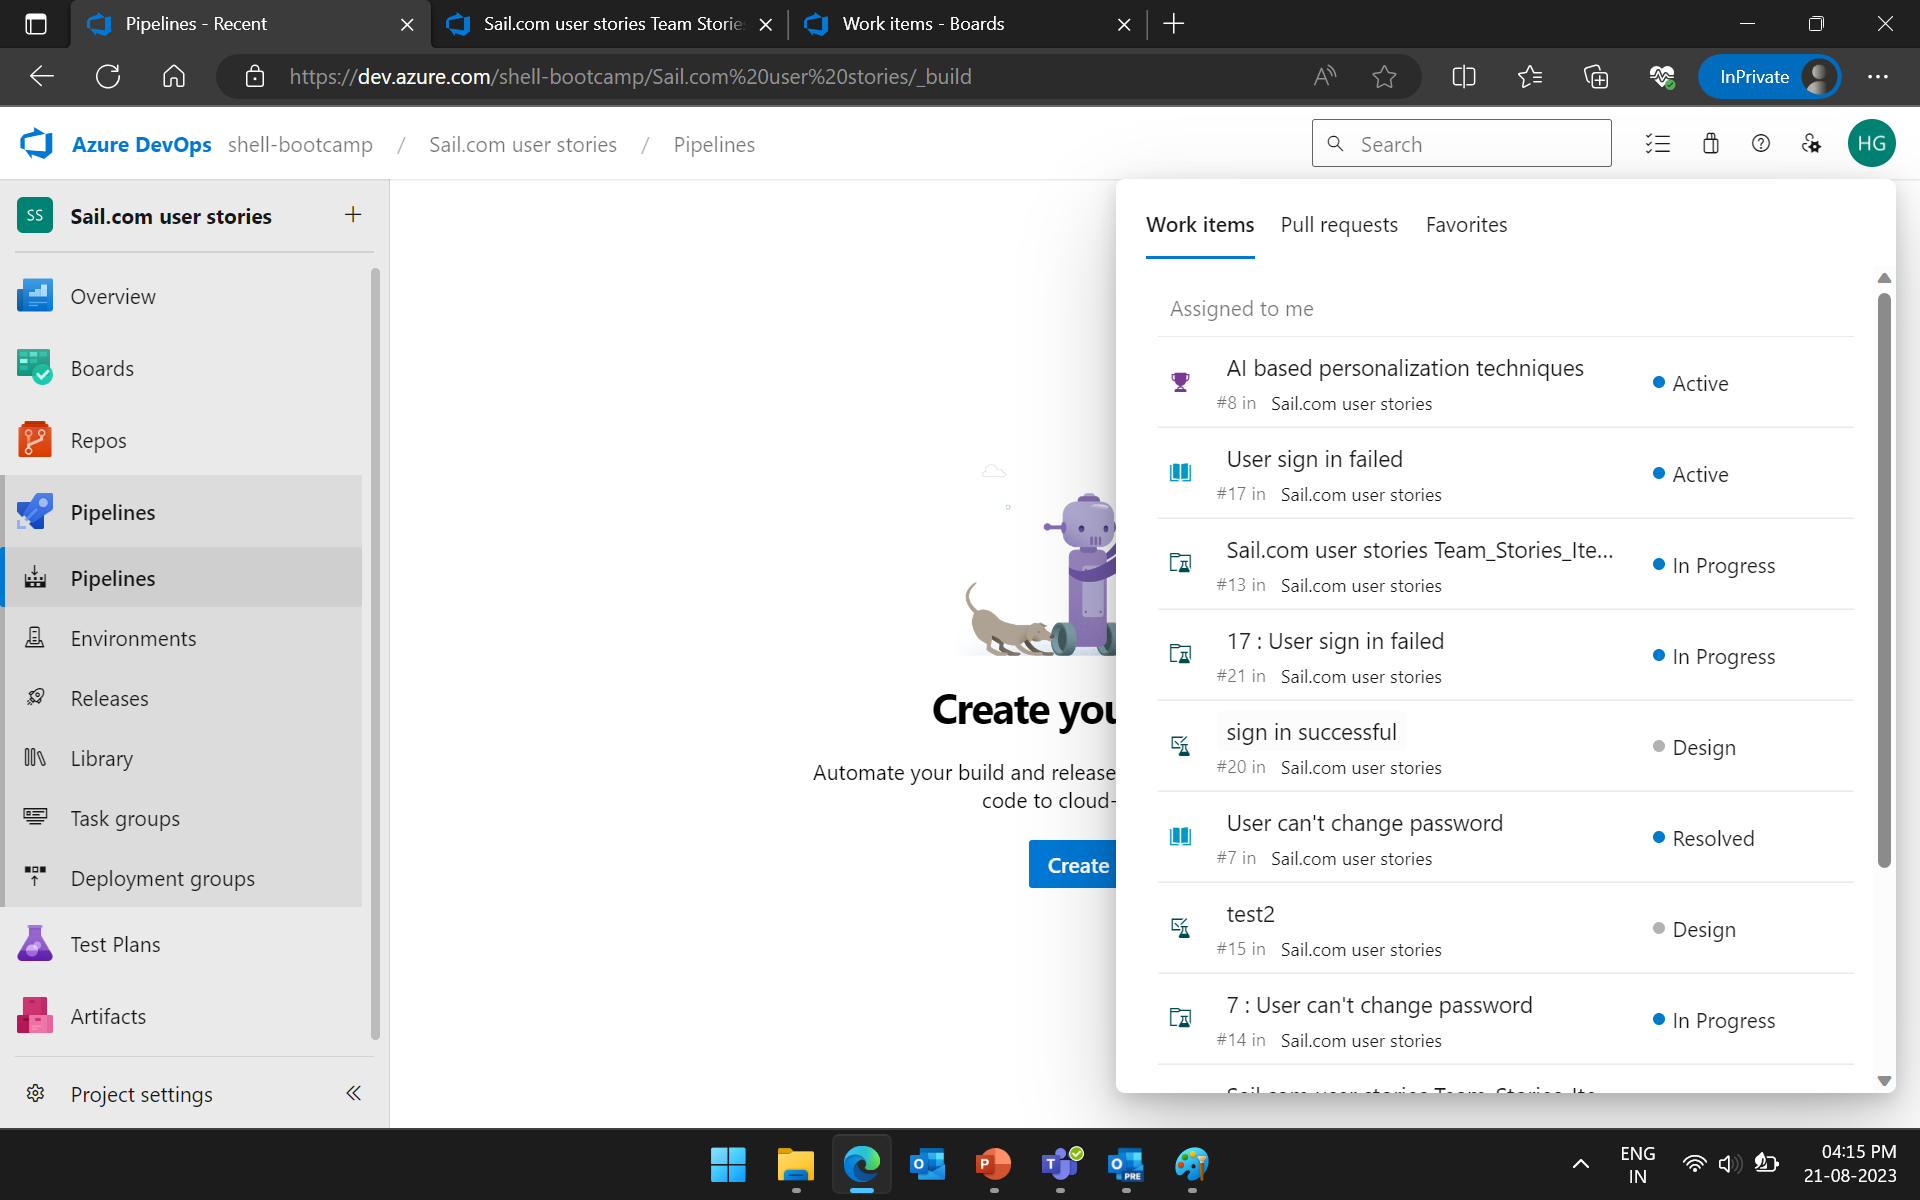 Pipelines - Recent
Sail.com user stories Team Storie
Work items - Boards
https://dev.azure.com/shell-bootcamp/Sail.com%20user%20stories/_build
InPrivate
Azure DevOps shell-bootcamp / Sail.com user stories / Pipelines
Search
HG
SS Sail.com user stories
Overview
Boards
Repos
Pipelines
Pipelines
Environments
Releases
Library
Task groups
Deployment groups
Test Plans
Artifacts
Project settings
Create you
Automate your build and release
code to cloud-
Create
Work items Pull requests Favorites
Assigned to me
AI based personalization techniques
#8 in Sail.com user stories
Active
User sign in failed
#17 in Sail.com user stories
Active
Sail.com user stories Team_Stories_Ite...
#13 in Sail.com user stories
In Progress
17 : User sign in failed
#21 in Sail.com user stories
In Progress
sign in successful
#20 in Sail.com user stories
Design
User can't change password
#7 in Sail.com user stories
Resolved
test2
#15 in Sail.com user stories
Design
7 : User can't change password
#14 in Sail.com user stories
In Progress
Sail.com user stories Team_Stories_Ite
ENG
IN
04:15 PM
21-08-2023